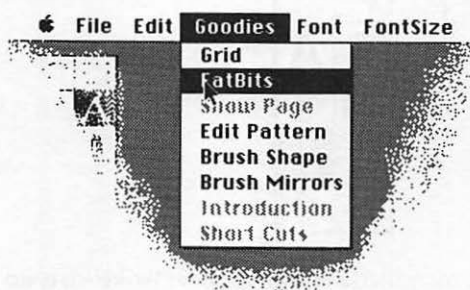 File Edit Goodies Font FontSize
Grid
FatBits
Show Page
Edit Pattern
Brush Shape
Brush Mirrors
Introduction
Short Cuts
A